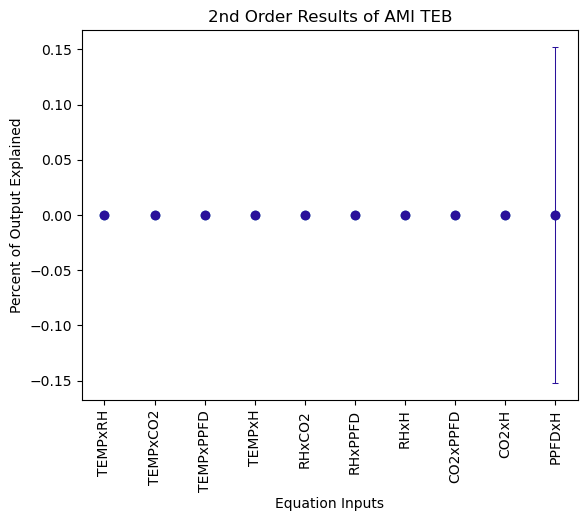 2nd Order Results of AMI TEB
Percent of Output Explained
0.15
0.10
0.05
0.00
−0.05
−0.10
−0.15
TEMPxRH
TEMPxCO2
TEMPxPPFD
TEMPxH
RHxCO2
RHxPPFD
RHxH
CO2xPPFD
CO2xH
PPFDxH
Equation Inputs